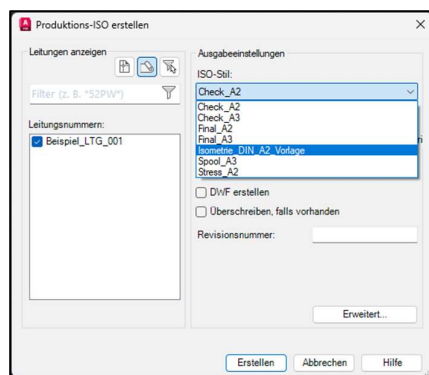 Produktions-ISO erstellen
Leitungen anzeigen
Filter (z. B. "52PW*)
Leitungsnummern:
Beispiel_LTG_001
Ausgabeeinstellungen
ISO-Stil:
Check_A2
Check_A2
Check_A3
Final_A2
Final_A3
Isometrie_DIN_A2_Vorlage
Spool_A3
Stress_A2
DWF erstellen
Überschreiben, falls vorhanden
Revisionsnummer:
Erweitert...
Erstellen
Abbrechen
Hilfe